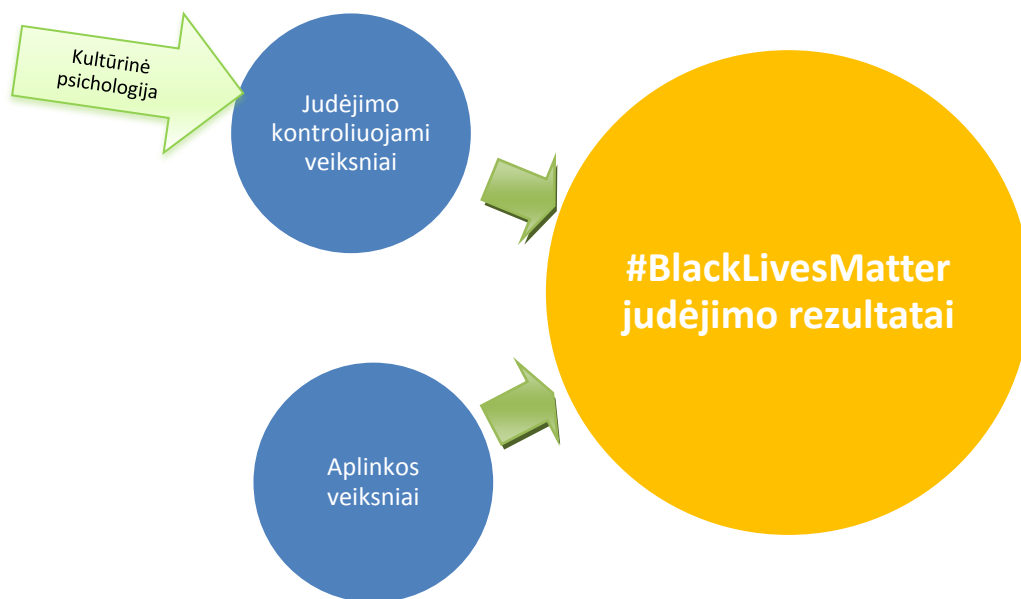 Kultūrinė
psichologija
Judėjimo
kontroliuojami
veiksniai
#BlackLivesMatter
judėjimo rezultatai
Aplinkos
veiksniai